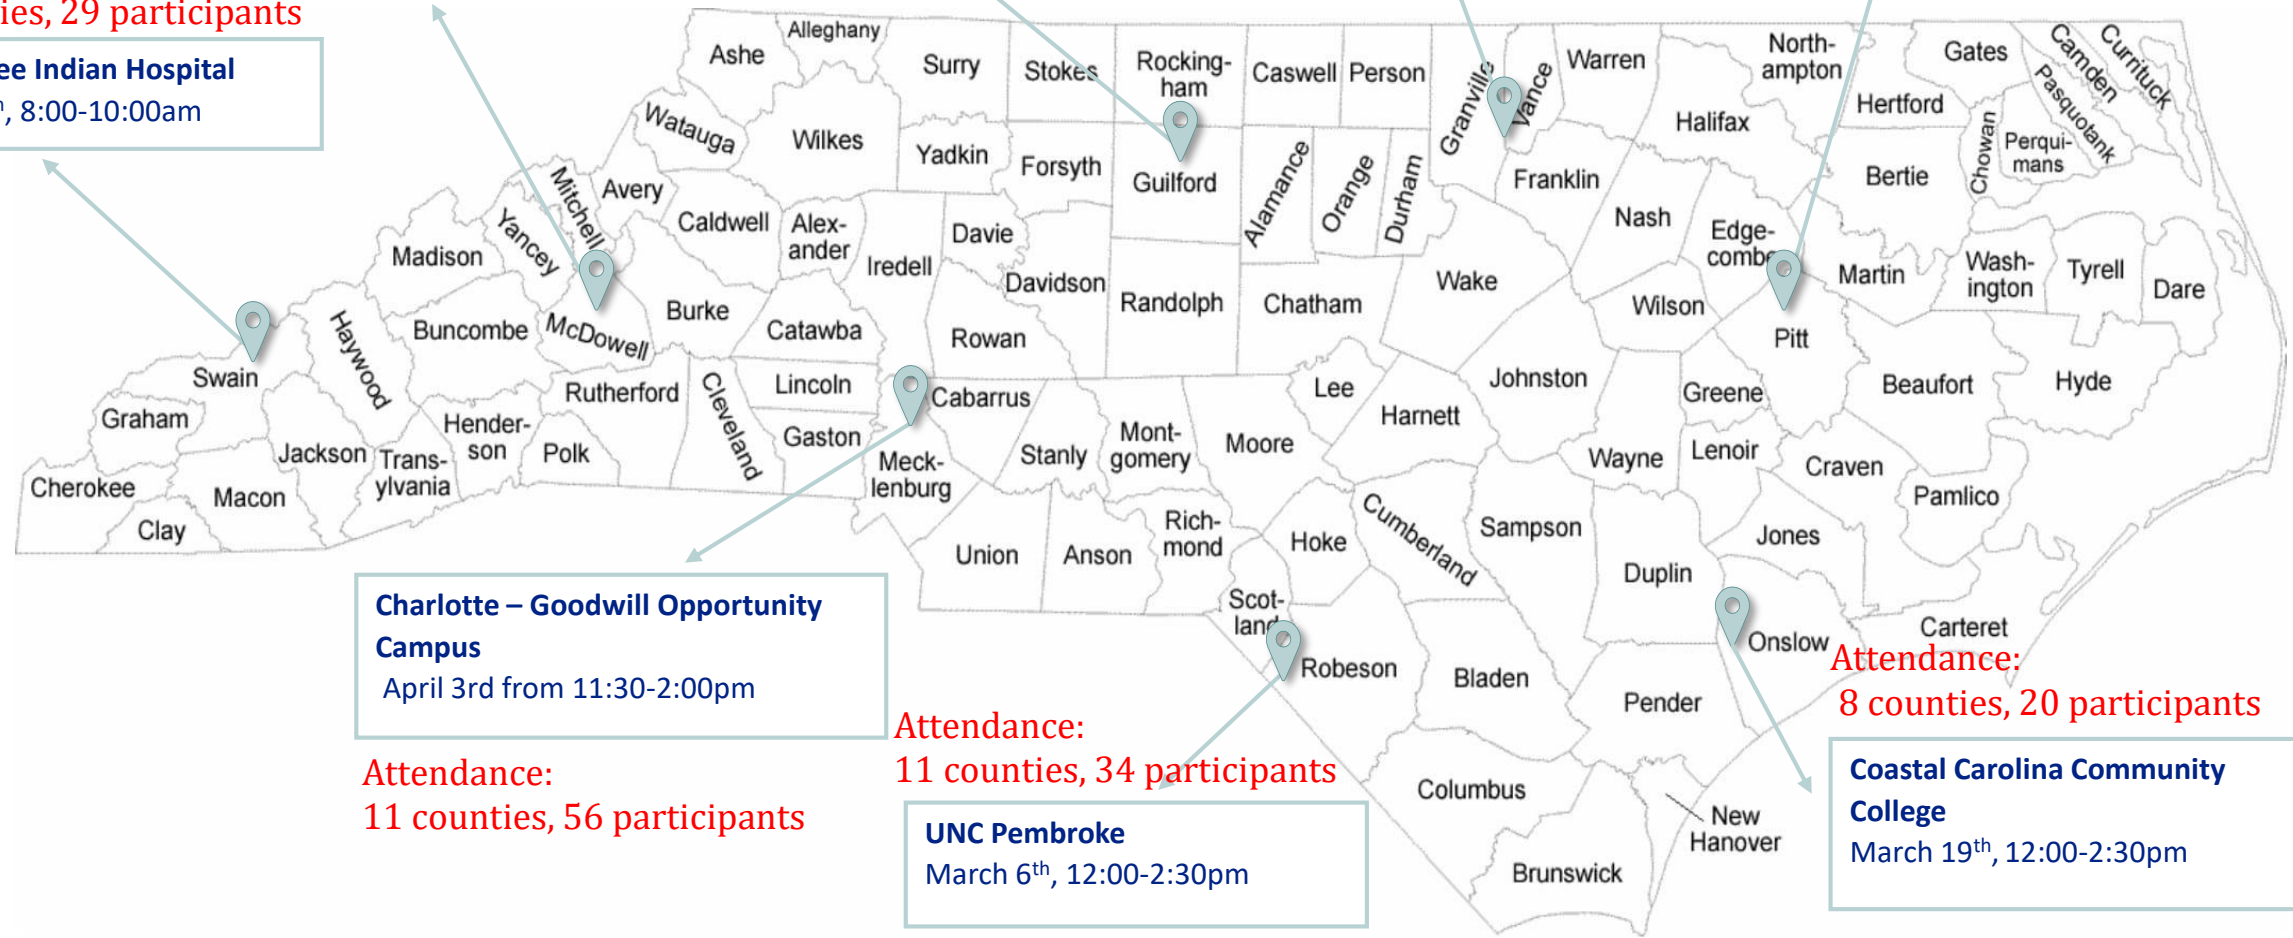 ies, 29 participants
ee Indian Hospital
h, 8:00-10:00am
Ashe
Alleghany
Surry
Stokes
Rocking-
ham
Caswell
Person
Granville
Vance
Warren
Halifax
North-
ampton
Gates
Camden
Currituck
Pasquotank
Hertford
Chowan
Perqui-
mans
Bertie
Watauga
Wilkes
Yadkin
Forsyth
Guilford
Alamance
Orange
Durham
Franklin
Nash
Edge-
combe
Martin
Wash-
ington
Tyrell
Dare
Mitchell
Avery
Yancey
Madison
Caldwell
Alex-
ander
Iredell
Davie
Davidson
Randolph
Chatham
Wake
Wilson
Pitt
Haywood
Buncombe
McDowell
Burke
Catawba
Rowan
Swain
Graham
Rutherford
Cleveland
Lincoln
Cabarrus
Lee
Harnett
Johnston
Greene
Beaufort
Hyde
Cherokee
Clay
Macon
Jackson
Trans-
ylvania
Hender-
son
Polk
Gaston
Meck-
lenburg
Stanly
Mont-
gomery
Moore
Wayne
Lenoir
Craven
Pamlico
Union
Anson
Rich-
mond
Hoke
Cumberland
Sampson
Duplin
Jones
Scot-
land
Robeson
Bladen
Pender
Onslow
Carteret
Columbus
Brunswick
New
Hanover
Charlotte – Goodwill Opportunity
Campus
April 3rd from 11:30-2:00pm
Attendance:
11 counties, 56 participants
Attendance:
11 counties, 34 participants
UNC Pembroke
March 6th, 12:00-2:30pm
Attendance:
8 counties, 20 participants
Coastal Carolina Community
College
March 19th, 12:00-2:30pm